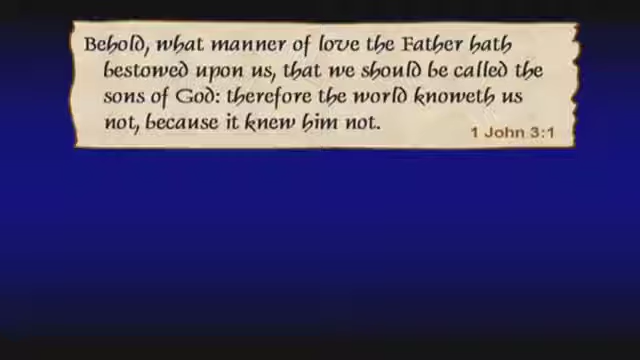 Behold, what manner of love the Father hath
bestowed upon us, that we should be called the
sons of God: therefore the world knoweth us
not, because it knew him not.
1 John 3:1